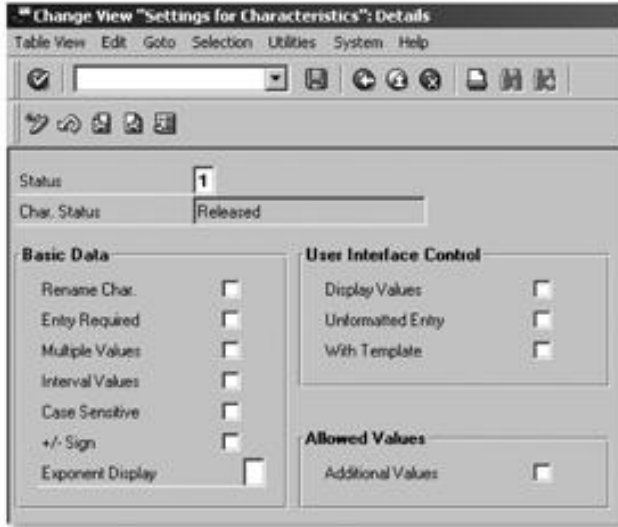 Change View "Settings for Characteristics": Details
Table View Edit Goto Selection Utilities System Help
Status 1
Char. Status Released
Basic Data
Rename Char.
Entry Required
Multiple Values
Interval Values
Case Sensitive
+/- Sign
Exponent Display
User Interface Control
Display Values
Unformatted Entry
With Template
Allowed Values
Additional Values